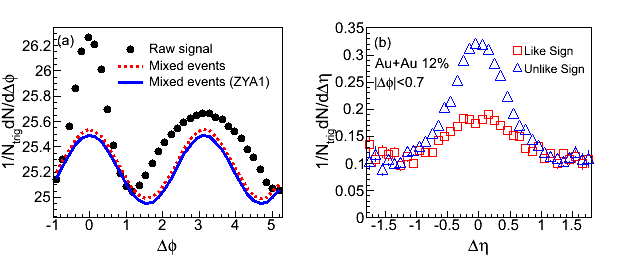 (a)
Raw signal
Mixed events
Mixed events (ZYA1)
1/N_trig dN/dΔϕ
26.2
26
25.8
25.6
25.4
25.2
25
-1 0 1 2 3 4 5
Δϕ
(b)
Like Sign
Unlike Sign
Au+Au 12%
|Δϕ|<0.7
1/N_trig dN/dΔη
0.35
0.3
0.25
0.2
0.15
0.1
0.05
0
-1.5 -1 -0.5 0 0.5 1 1.5
Δη